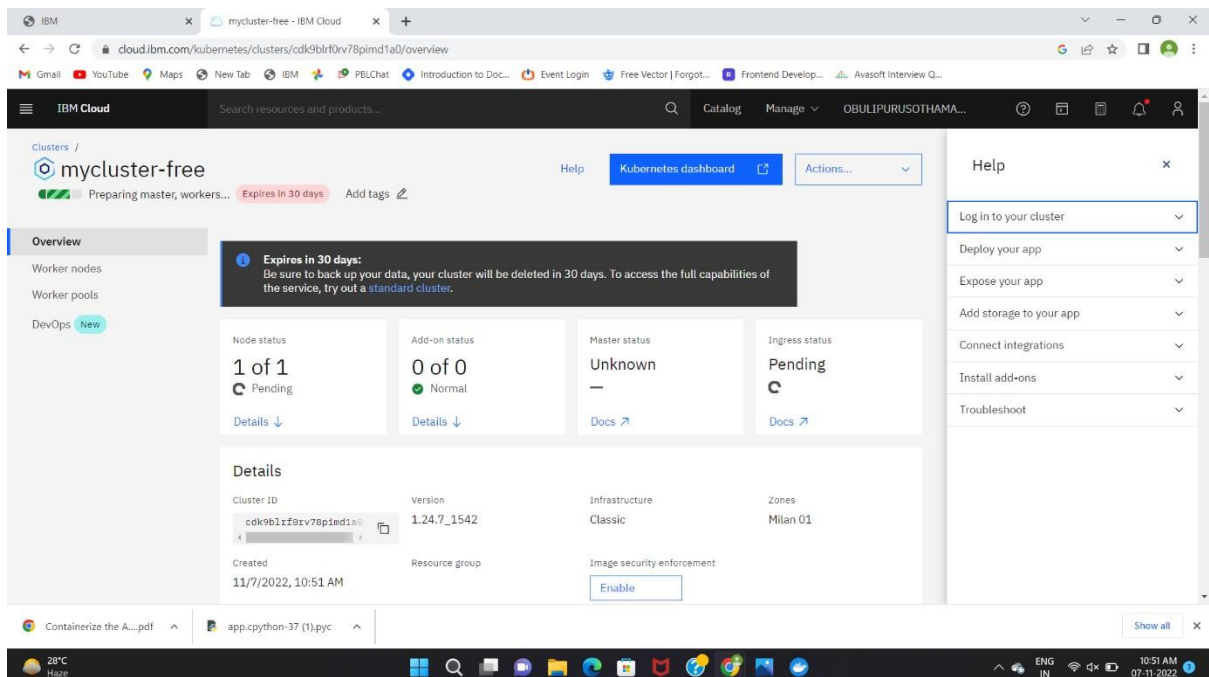 IBM
mycluster-free - IBM Cloud
cloud.ibm.com/kubernetes/clusters/cdk9blrf0rv78pimd1a0/overview
Gmail YouTube Maps New Tab IBM PBLChat Introduction to Doc... Event Login Free Vector | Forgot... Frontend Develop... Avasoft Interview Q...
IBM Cloud Search resources and products... Catalog Manage OBULIPURUSOTHAMA...
Clusters /
mycluster-free
Preparing master, workers... Expires in 30 days Add tags
Help Kubernetes dashboard Actions...
Overview
Worker nodes
Worker pools
DevOps New
Expires in 30 days:
Be sure to back up your data, your cluster will be deleted in 30 days. To access the full capabilities of
the service, try out a standard cluster.
Node status
1 of 1
Pending
Details
Add-on status
0 of 0
Normal
Details
Master status
Unknown
—
Docs
Ingress status
Pending
Docs
Details
Cluster ID
cdk9blrf0rv78pimd1a0
Version
1.24.7_1542
Infrastructure
Classic
Zones
Milan 01
Created
11/7/2022, 10:51 AM
Resource group
Image security enforcement
Enable
Help
Log in to your cluster
Deploy your app
Expose your app
Add storage to your app
Connect integrations
Install add-ons
Troubleshoot
Containerize the A....pdf app.cpython-37 (1).pyc Show all
28°C
Haze
ENG
IN
10:51 AM
07-11-2022